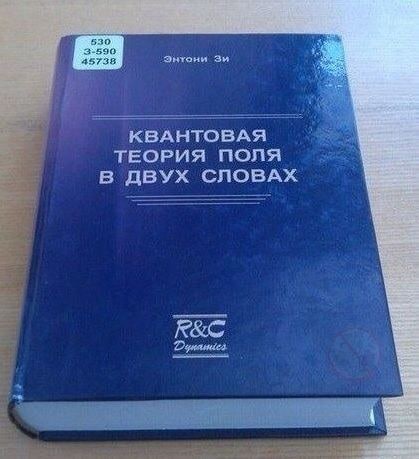 530
З-590
45738
Энтони Зи
КВАНТОВАЯ
ТЕОРИЯ ПОЛЯ
В ДВУХ СЛОВАХ
R&C
Dynamics